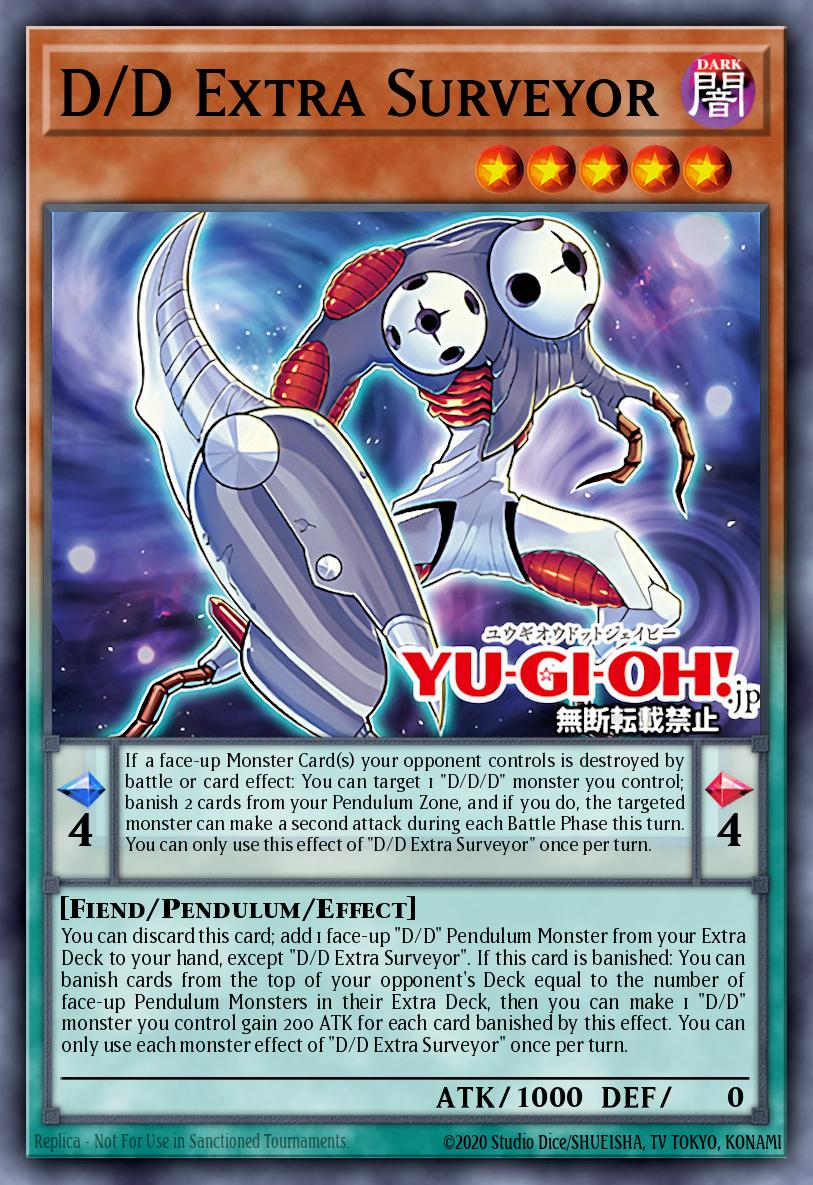 D/D Extra Surveyor
DARK
闇
ユウギオウドットジェイピー
YU-GI-OH!.jp
無断転載禁止
If a face-up Monster Card(s) your opponent controls is destroyed by
battle or card effect: You can target 1 "D/D/D" monster you control;
banish 2 cards from your Pendulum Zone, and if you do, the targeted
monster can make a second attack during each Battle Phase this turn.
You can only use this effect of "D/D Extra Surveyor" once per turn.
4
4
[Fiend/Pendulum/Effect]
You can discard this card; add 1 face-up "D/D" Pendulum Monster from your Extra
Deck to your hand, except "D/D Extra Surveyor". If this card is banished: You can
banish cards from the top of your opponent's Deck equal to the number of
face-up Pendulum Monsters in their Extra Deck, then you can make 1 "D/D"
monster you control gain 200 ATK for each card banished by this effect. You can
only use each monster effect of "D/D Extra Surveyor" once per turn.
ATK/1000 DEF/ 0
Replica - Not For Use in Sanctioned Tournaments.
©2020 Studio Dice/SHUEISHA, TV TOKYO, KONAMI